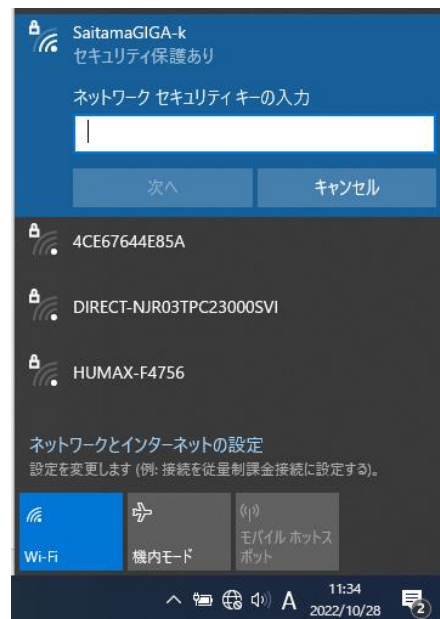 SaitamaGIGA-k
セキュリティ保護あり
ネットワーク セキュリティ キーの入力
次へ
キャンセル
4CE67644E85A
DIRECT-NJR03TPC23000SVI
HUMAX-F4756
ネットワークとインターネットの設定
設定を変更します (例: 接続を従量制課金接続に設定する)。
Wi-Fi
機内モード
モバイル ホットス
ポット
A
11:34
2022/10/28
2